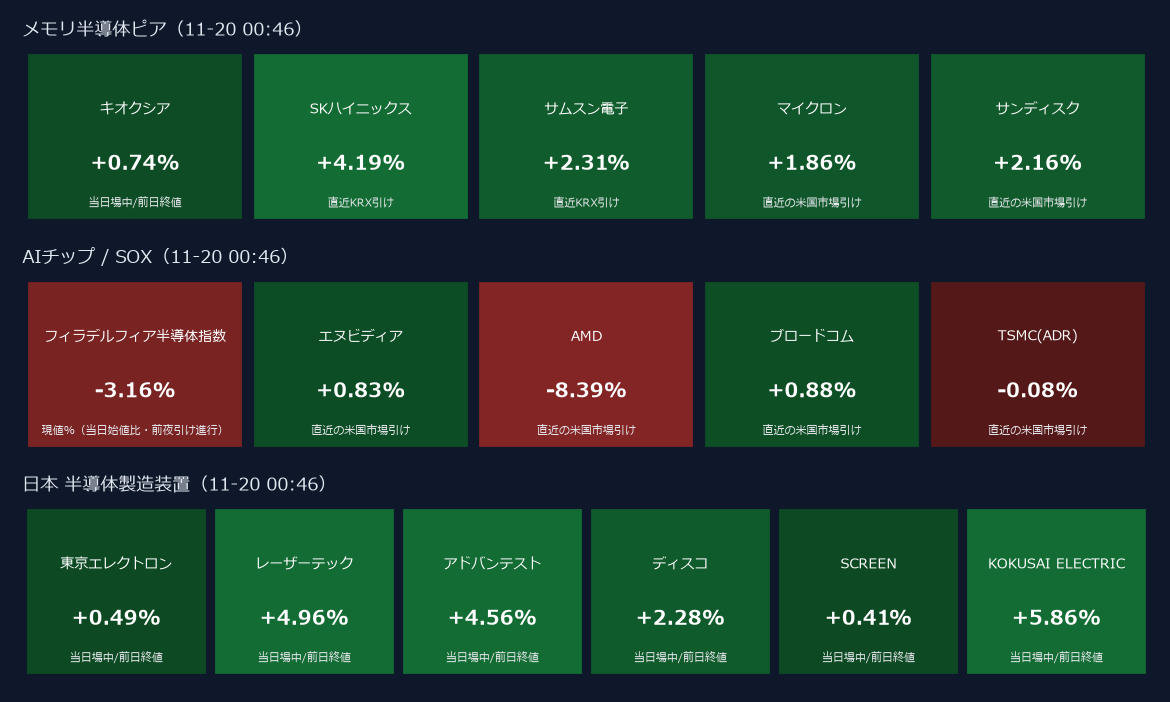 メモリ半導体ピア（11-20 00:46）
キオクシア
+0.74%
当日場中/前日終値
SKハイニックス
+4.19%
直近KRX引け
サムスン電子
+2.31%
直近KRX引け
マイクロン
+1.86%
直近の米国市場引け
サンディスク
+2.16%
直近の米国市場引け
AIチップ / SOX（11-20 00:46）
フィラデルフィア半導体指数
-3.16%
現値%（当日始値比・前夜引け進行）
エヌビディア
+0.83%
直近の米国市場引け
AMD
-8.39%
直近の米国市場引け
ブロードコム
+0.88%
直近の米国市場引け
TSMC(ADR)
-0.08%
直近の米国市場引け
日本 半導体製造装置（11-20 00:46）
東京エレクトロン
+0.49%
当日場中/前日終値
レーザーテック
+4.96%
当日場中/前日終値
アドバンテスト
+4.56%
当日場中/前日終値
ディスコ
+2.28%
当日場中/前日終値
SCREEN
+0.41%
当日場中/前日終値
KOKUSAI ELECTRIC
+5.86%
当日場中/前日終値